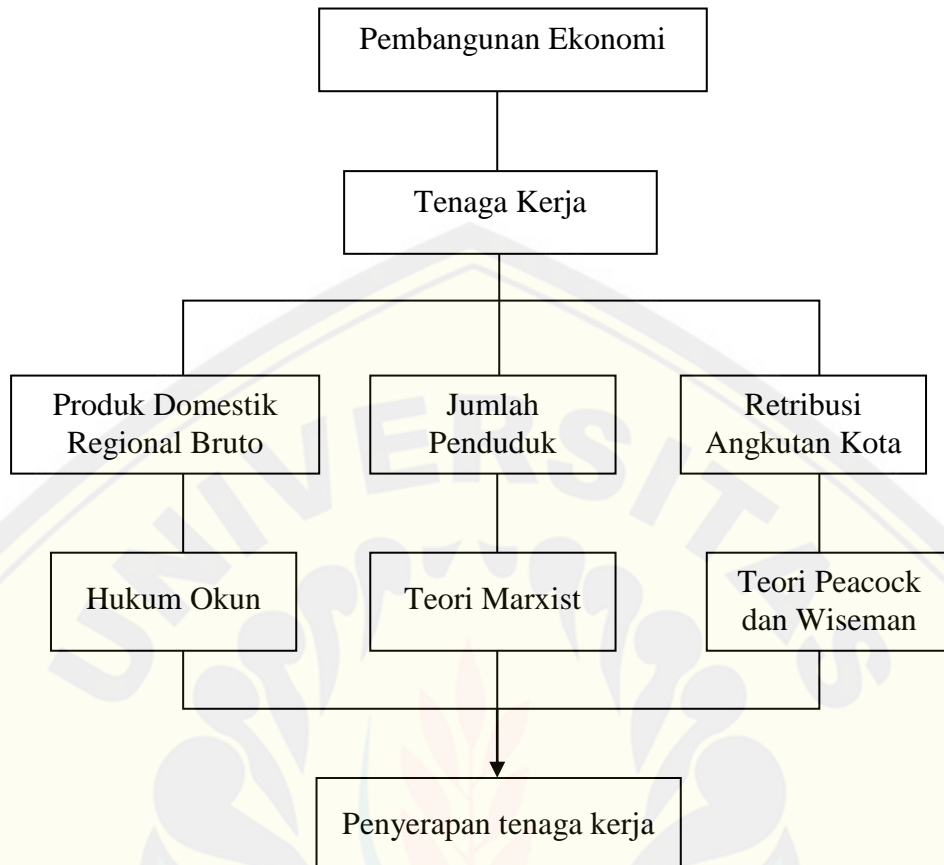 Pembangunan Ekonomi
Tenaga Kerja
Produk Domestik
Regional Bruto
Jumlah
Penduduk
Retribusi
Angkutan Kota
Hukum Okun
Teori Marxist
Teori Peacock
dan Wiseman
Penyerapan tenaga kerja
UNIVERSITAS